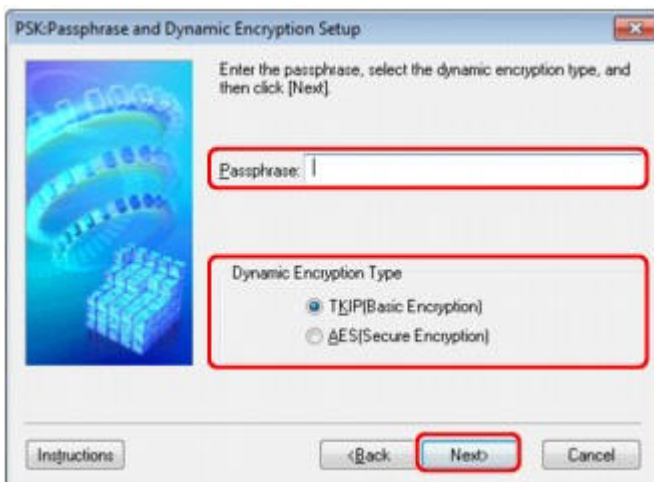 PSK:Passphrase and Dynamic Encryption Setup
Enter the passphrase, select the dynamic encryption type, and
then click [Next].
Passphrase:
Dynamic Encryption Type
TKIP(Basic Encryption)
AES(Secure Encryption)
Instructions
<Back
Next>
Cancel